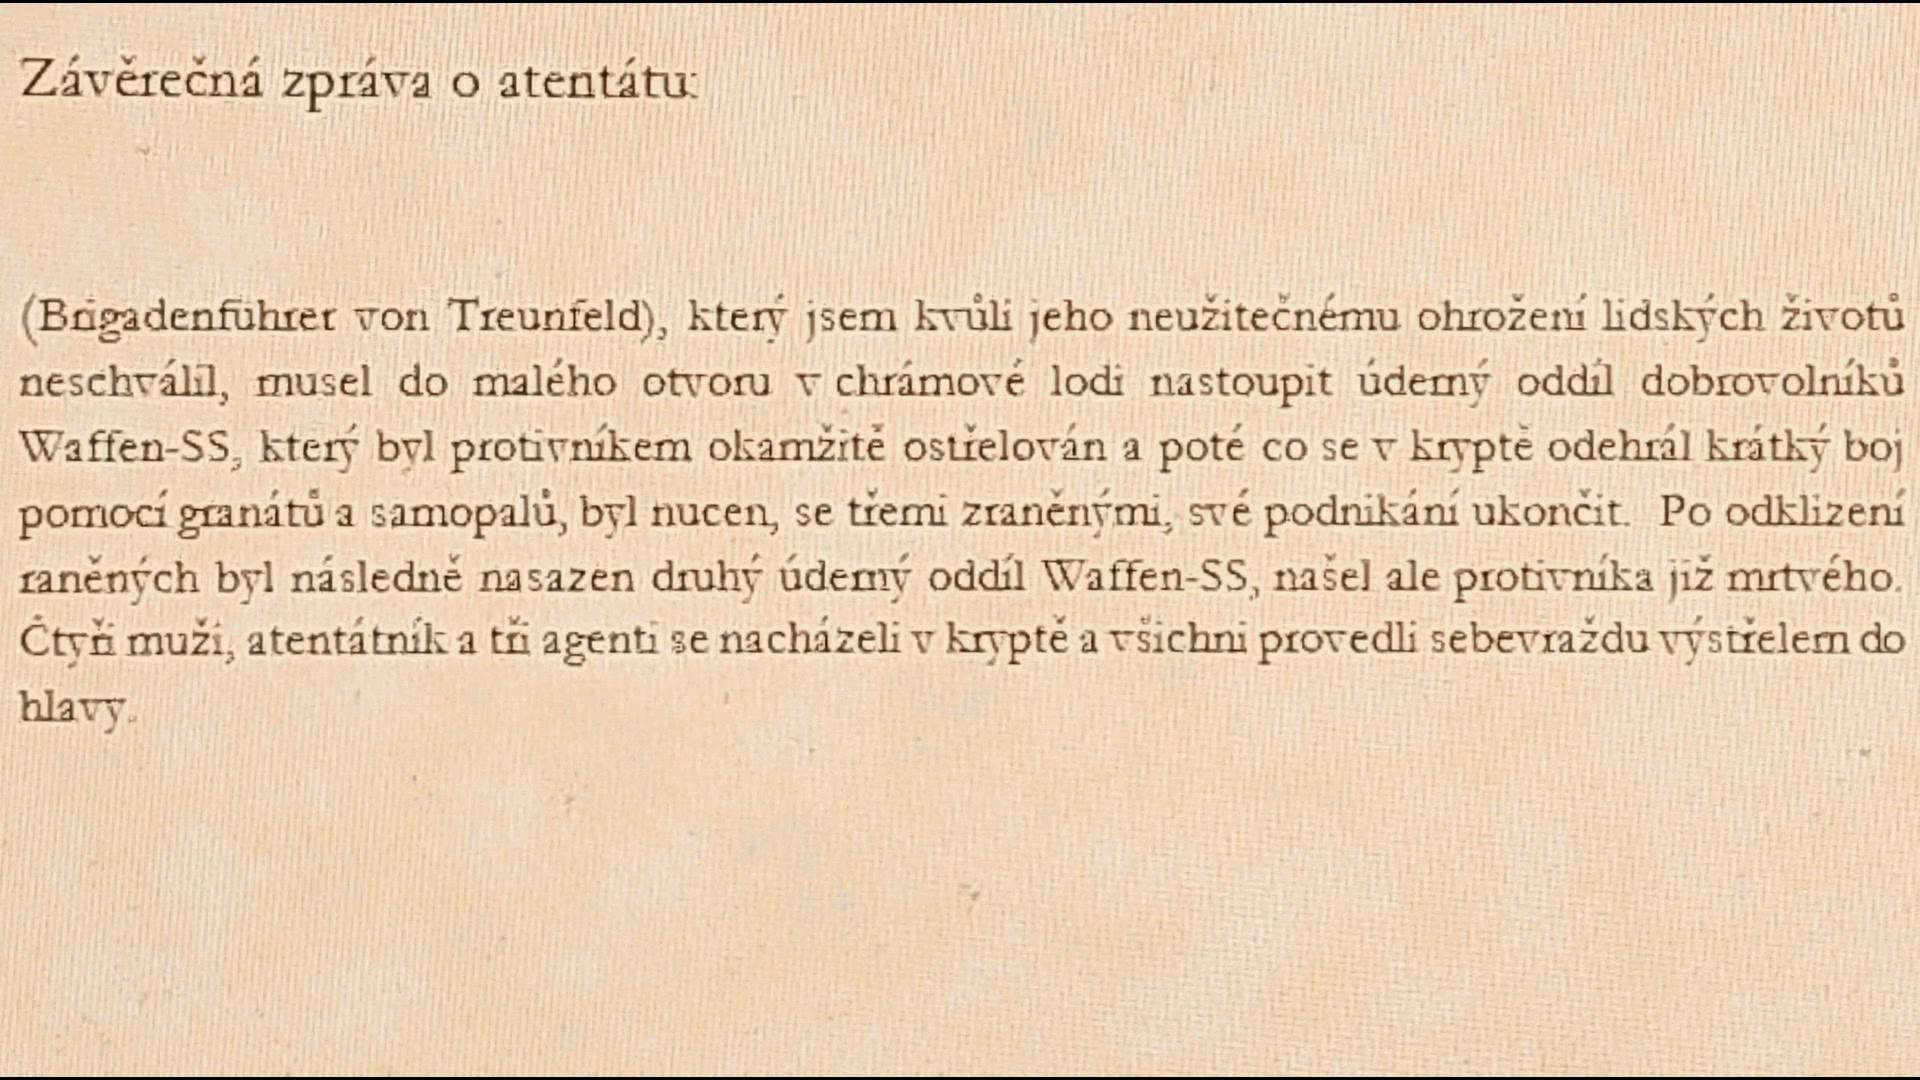 Závěrečná zpráva o atentátu:
(Brigadenführer von Treunfeld), který jsem kvůli jeho neužitečnému ohrožení lidských životů
neschválil, musel do malého otvoru v chrámové lodi nastoupit úderný oddíl dobrovolníků
Waffen-SS, který byl protivníkem okamžitě ostřelován a poté co se v kryptě odehrál krátký boj
pomocí granátů a samopalů, byl nucen, se třemi zraněnými, své podnikání ukončit. Po odklizení
raněných byl následně nasazen druhý úderný oddíl Waffen-SS, našel ale protivníka již mrtvého.
Čtyři muži, atentátník a tři agenti se nacházeli v kryptě a všichni provedli sebevraždu výstřelem do
hlavy.